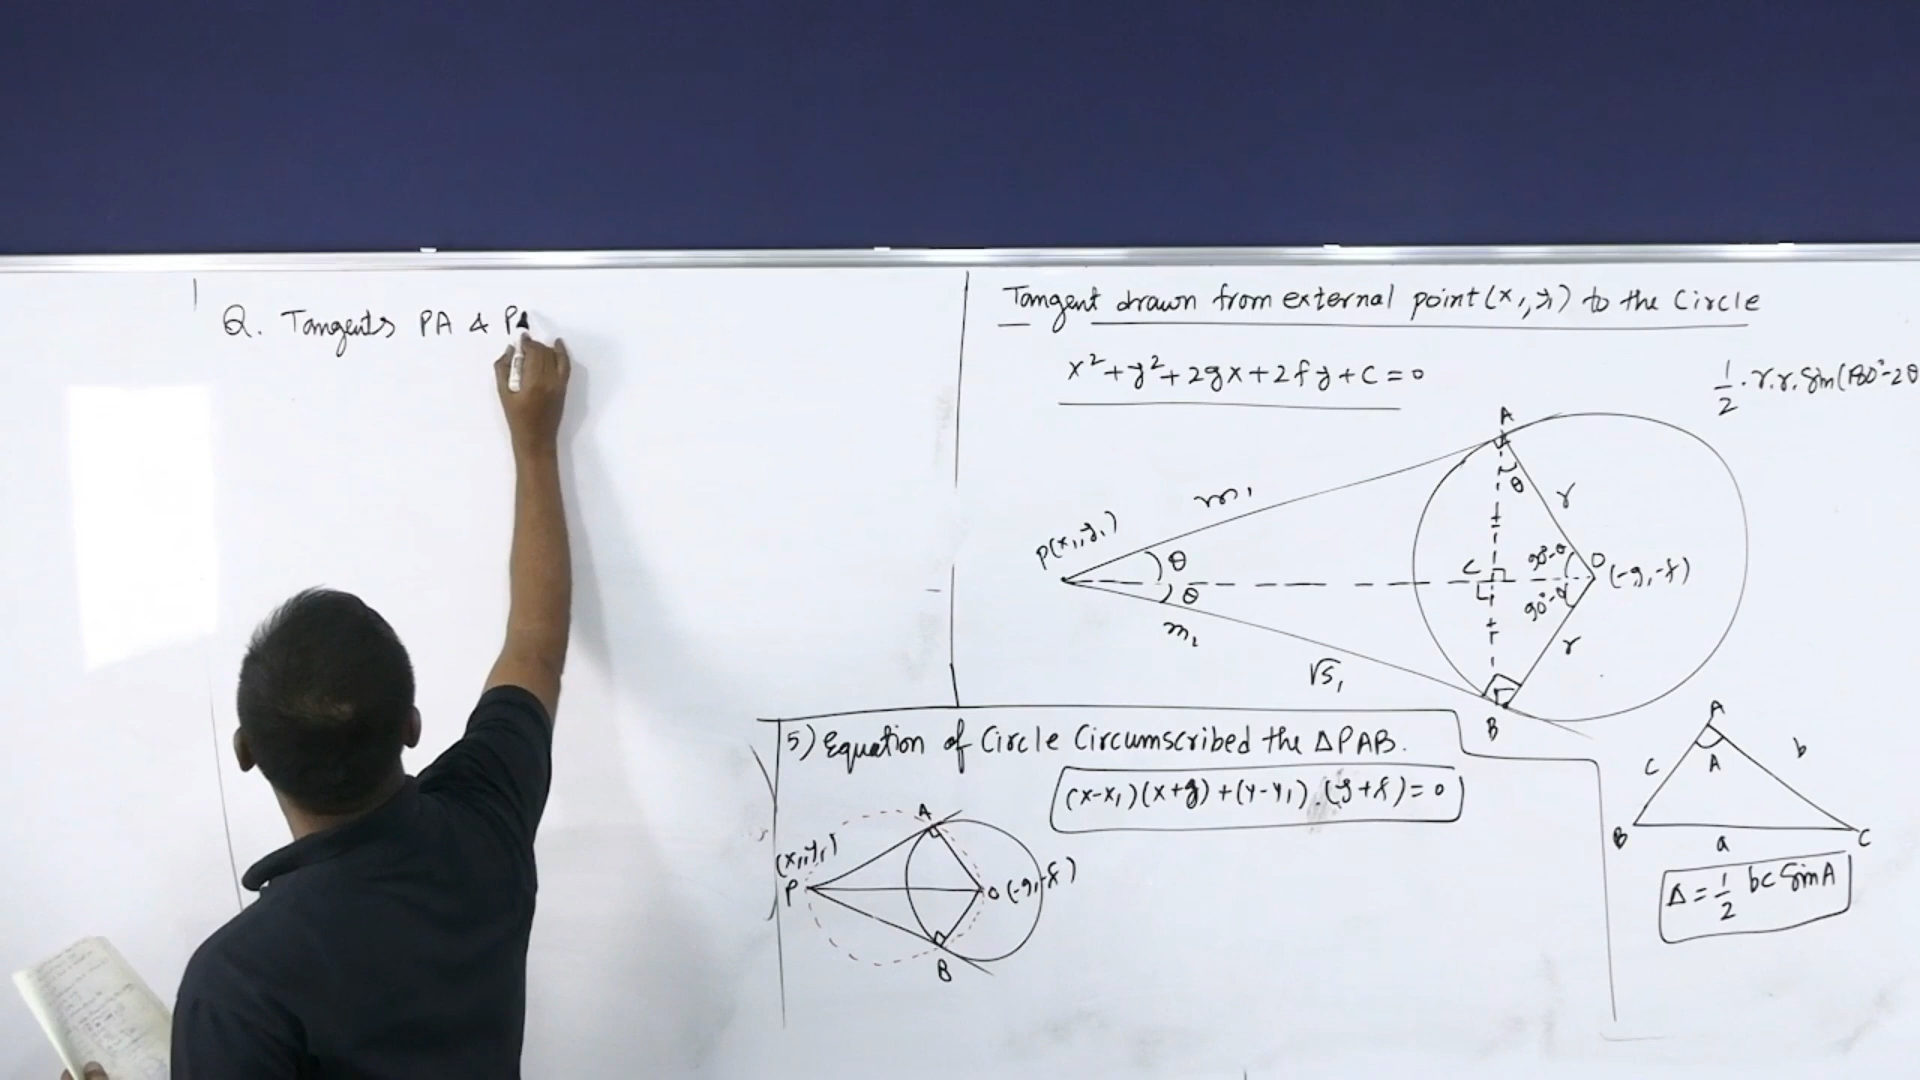 Q. Tangents PA & P
Tangent drawn from external point (x₁, y₁) to the Circle
x² + y² + 2gx + 2fy + c = 0
1/2 . r.r. Sin(180° - 2θ
A
m₁
θ
r
P(x₁, y₁)
θ
θ
C
90°-θ
90°-θ
O (-g, -f)
m₂
r
√S₁
B
5) Equation of Circle Circumscribed the ΔPAB.
(x-x₁)(x+g) + (y-y₁).(y+f) = 0
A
(x₁, y₁)
P
O (-g, -f)
B
A
c
A
b
B
a
C
Δ = 1/2 bc Sin A